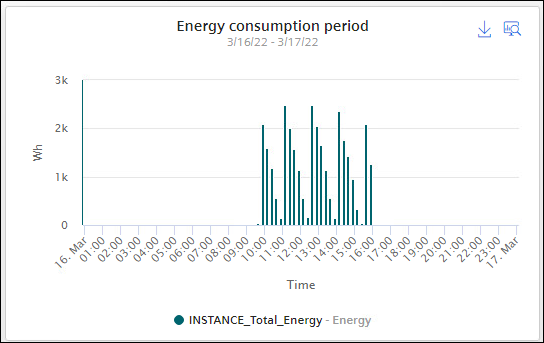 Energy consumption period
3/16/22 - 3/17/22
3k
2k
1k
0
Wh
16. Mar
01:00
02:00
03:00
04:00
05:00
06:00
07:00
08:00
09:00
10:00
11:00
12:00
13:00
14:00
15:00
16:00
17:00
18:00
19:00
20:00
21:00
22:00
23:00
17. Mar
Time
INSTANCE_Total_Energy - Energy